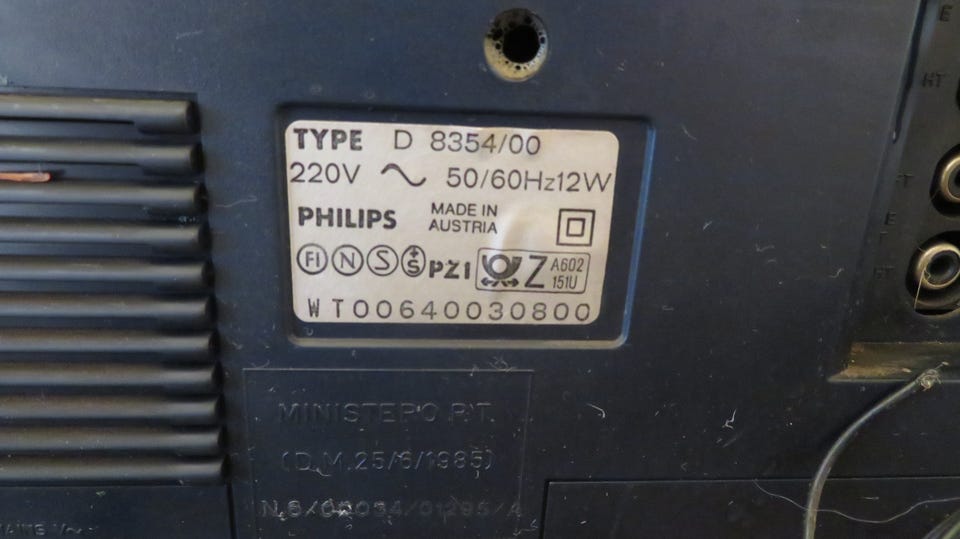 TYPE D 8354/00
220V ~ 50/60Hz12W
PHILIPS MADE IN AUSTRIA
FI N S +S PZI Z A602 151U
WT00640030800
MINISTERO P.T.
(D.M.25/6/1985)